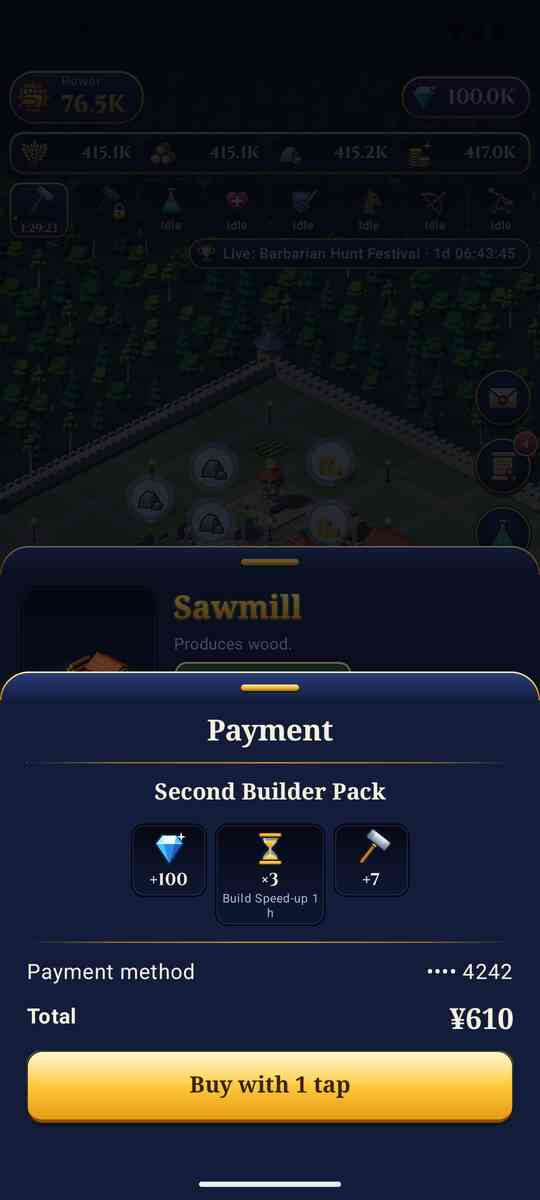 Power
76.5K
100.0K
415.1K
415.1K
415.2K
417.0K
1:29:23
Idle
Idle
Idle
Idle
Idle
Idle
Live: Barbarian Hunt Festival · 1d 06:43:45
4
Sawmill
Produces wood.
Payment
Second Builder Pack
+100
×3
Build Speed-up 1
h
+7
Payment method
•••• 4242
Total
¥610
Buy with 1 tap